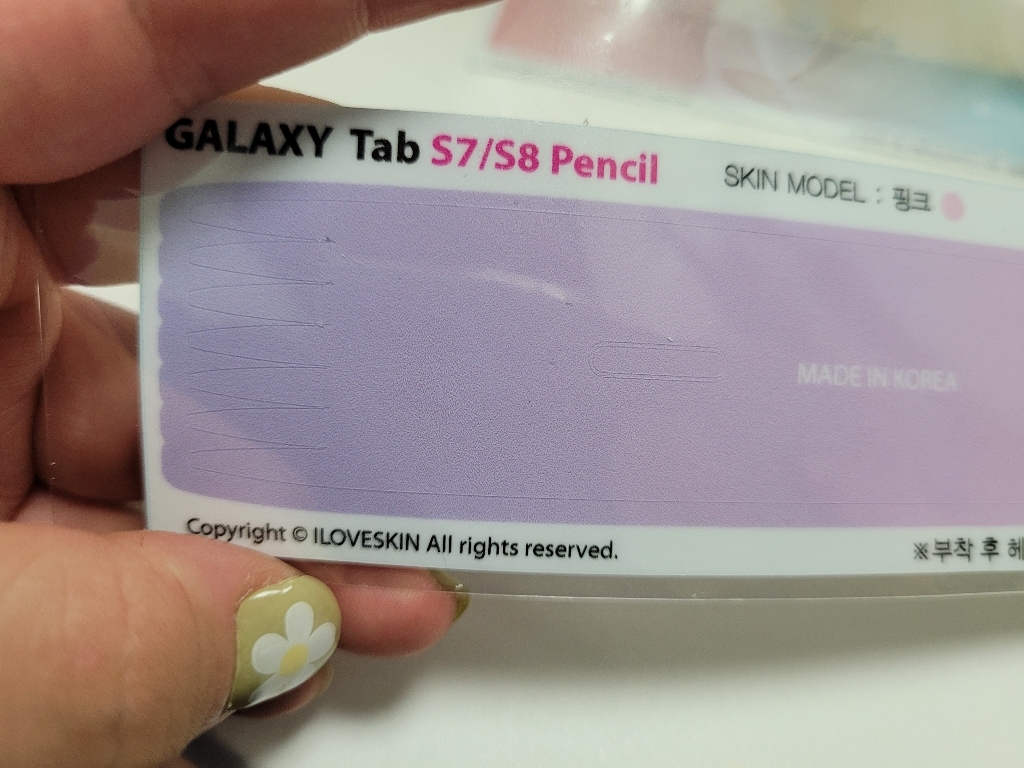 GALAXY Tab S7/S8 Pencil
SKIN MODEL : 핑크
MADE IN KOREA
Copyright © ILOVESKIN All rights reserved.
※부착 후 헤